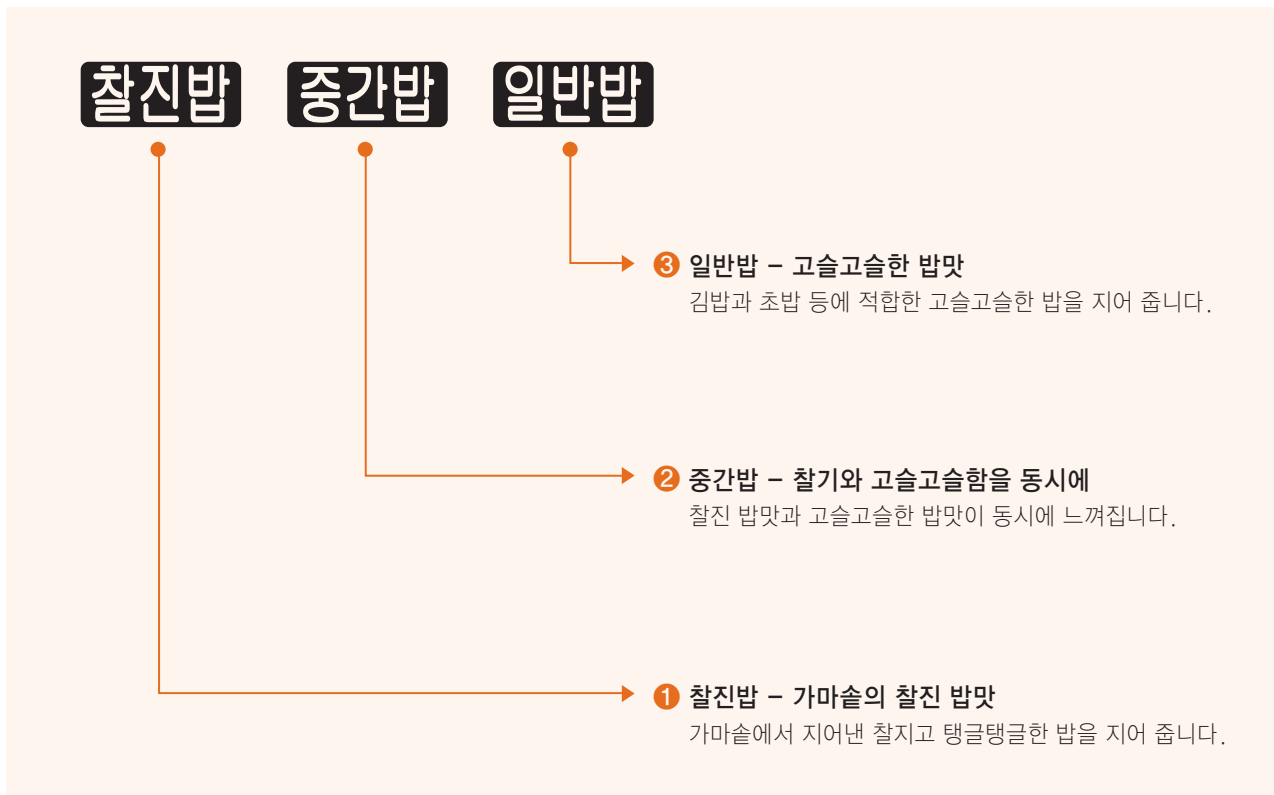 찰진밥 중간밥 일반밥
❸ 일반밥 – 고슬고슬한 밥맛
김밥과 초밥 등에 적합한 고슬고슬한 밥을 지어 줍니다.
❷ 중간밥 – 찰기와 고슬고슬함을 동시에
찰진 밥맛과 고슬고슬한 밥맛이 동시에 느껴집니다.
❶ 찰진밥 – 가마솥의 찰진 밥맛
가마솥에서 지어낸 찰지고 탱글탱글한 밥을 지어 줍니다.